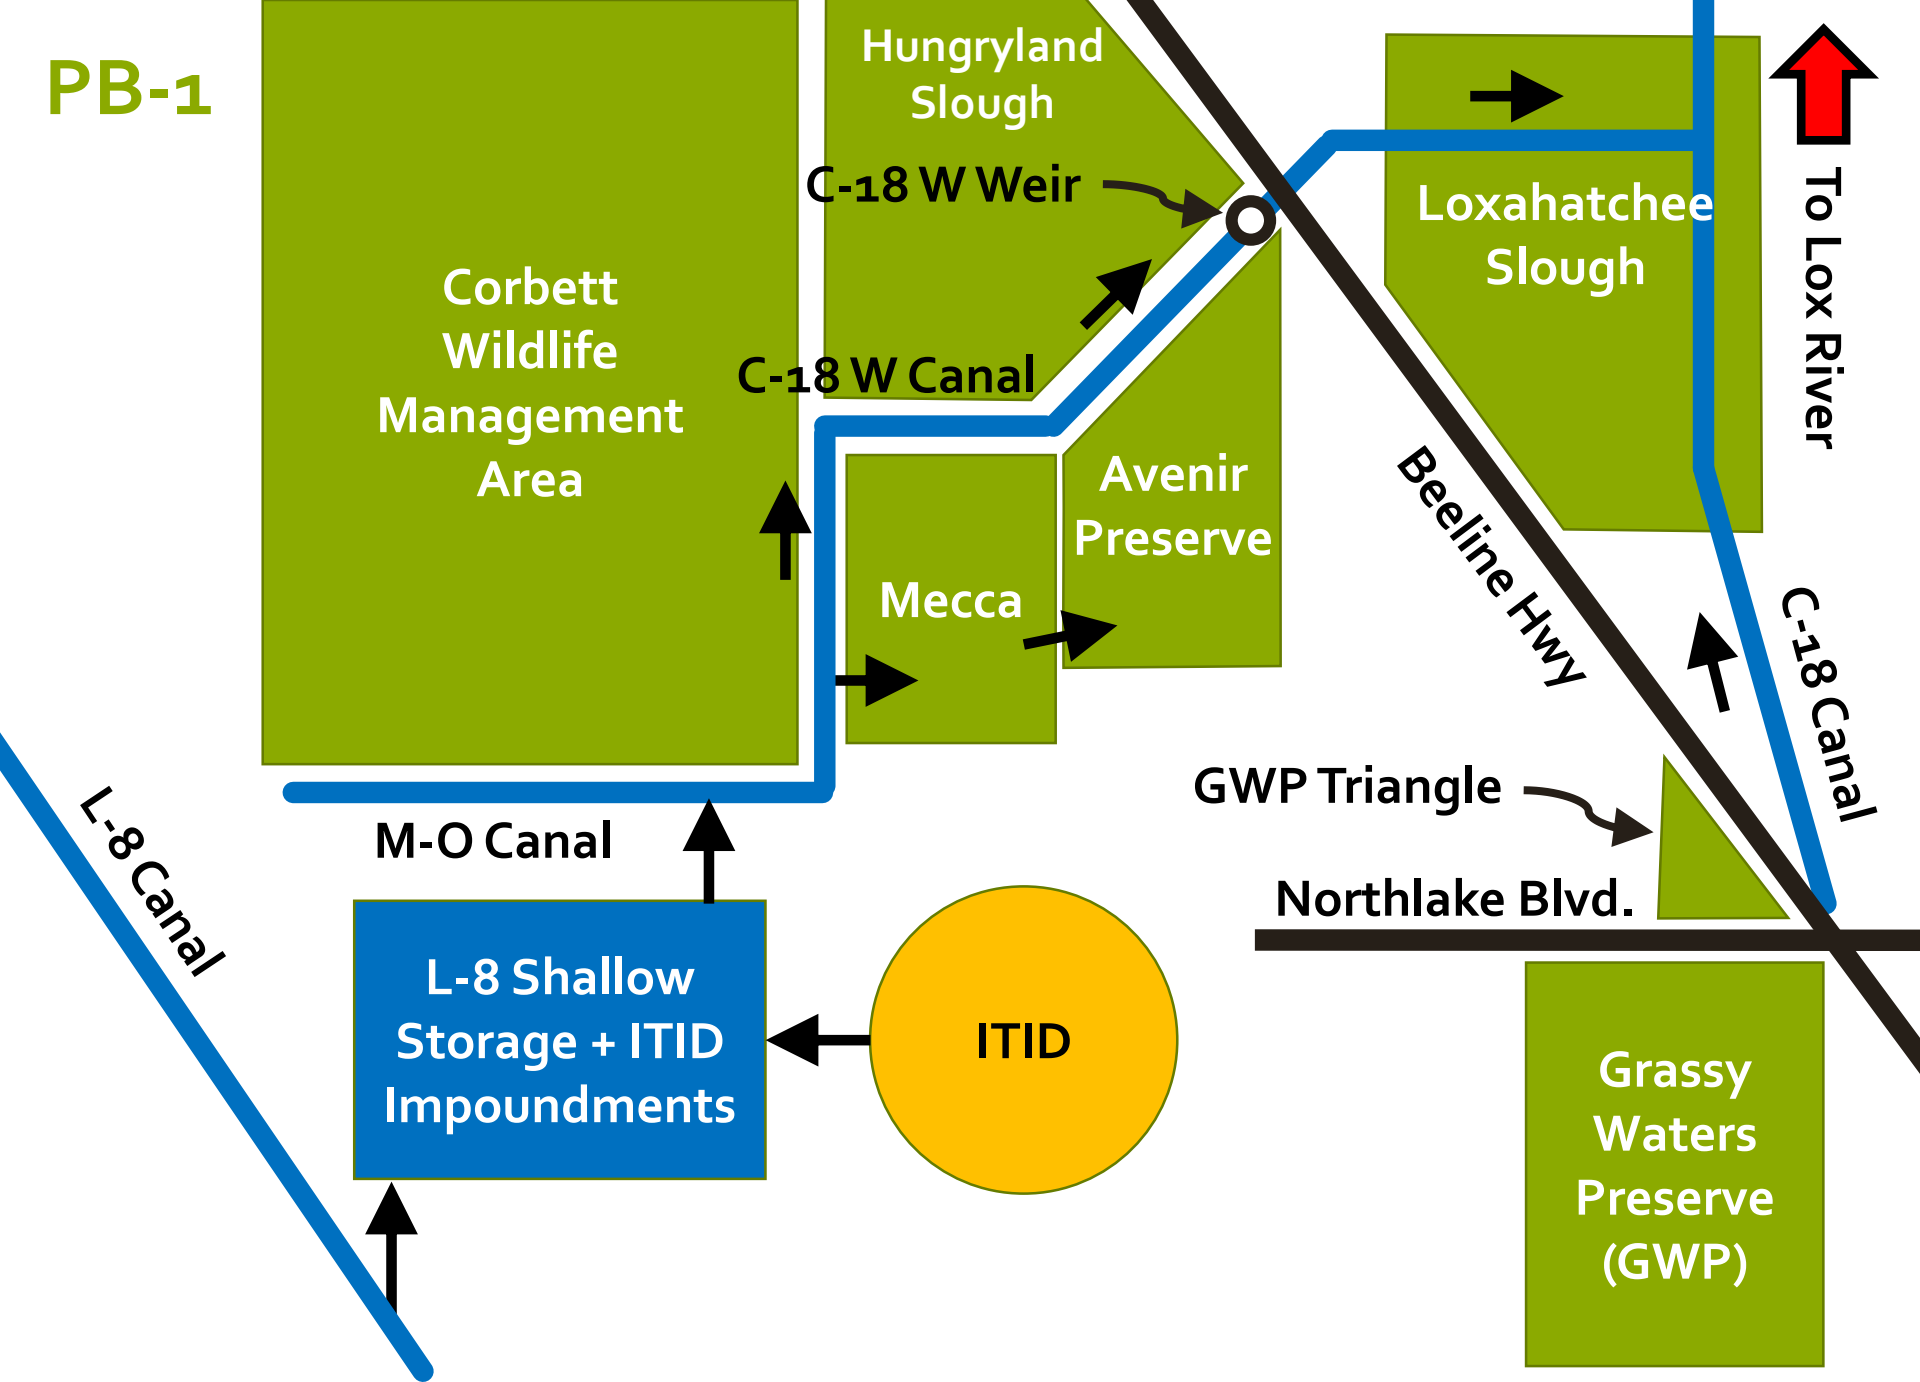 PB-1
Hungryland
Slough
C-18 W Weir
Loxahatchee
Slough
To Lox River
Corbett
Wildlife
Management
Area
C-18 W Canal
Avenir
Preserve
Mecca
Beeline Hwy
C-18 Canal
GWP Triangle
Northlake Blvd.
L-8 Canal
M-O Canal
L-8 Shallow
Storage + ITID
Impoundments
ITID
Grassy
Waters
Preserve
(GWP)